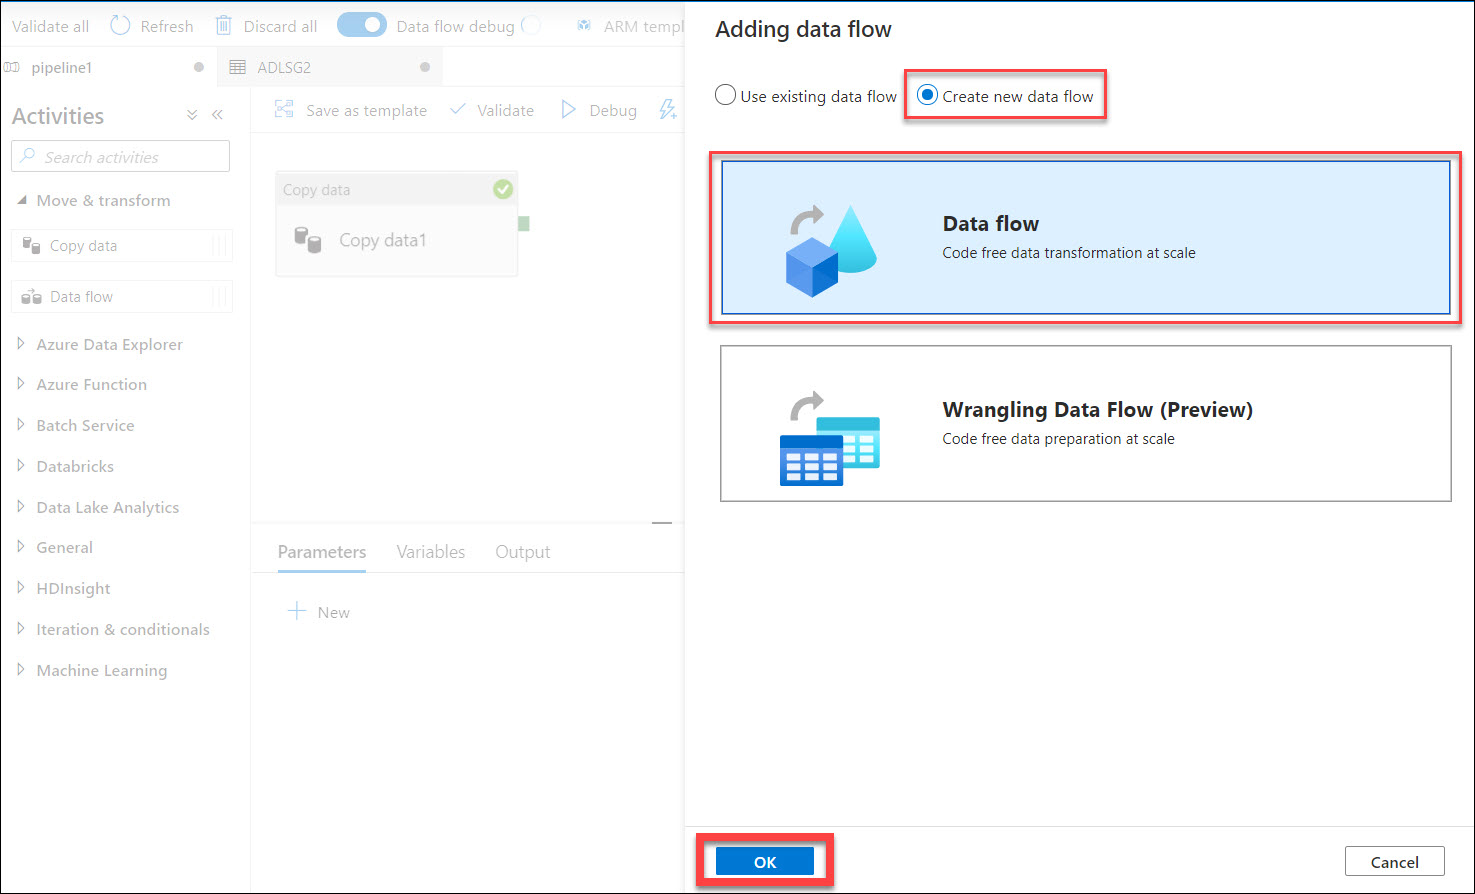 Validate all Refresh Discard all Data flow debug ARM templ
pipeline1 ADLSG2
Activities
Search activities
Move & transform
Copy data
Data flow
Azure Data Explorer
Azure Function
Batch Service
Databricks
Data Lake Analytics
General
HDInsight
Iteration & conditionals
Machine Learning
Save as template Validate Debug
Copy data
Copy data1
Parameters Variables Output
New
Adding data flow
Use existing data flow Create new data flow
Data flow
Code free data transformation at scale
Wrangling Data Flow (Preview)
Code free data preparation at scale
OK Cancel